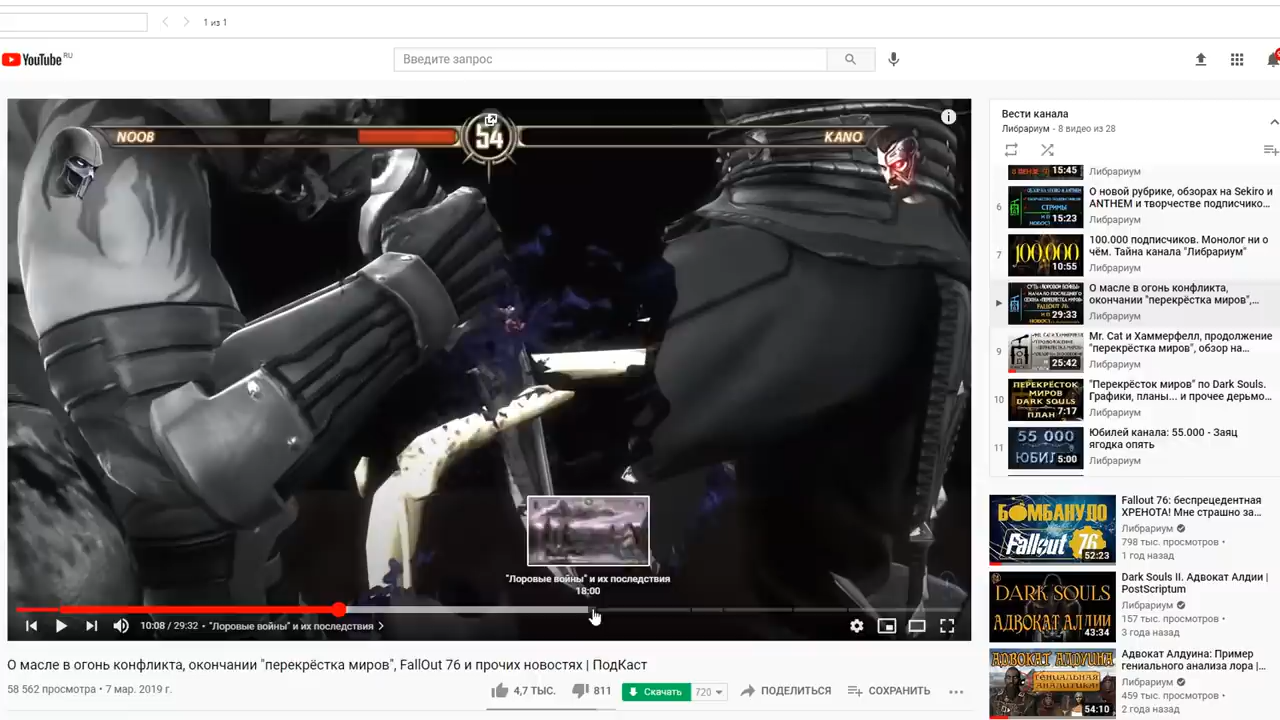 1 из 1
YouTube RU
Введите запрос
NOOB
54
KANO
"Лоровые войны" и их последствия
18:00
10:08 / 29:32 • "Лоровые войны" и их последствия
О масле в огонь конфликта, окончании "перекрёстка миров", FallOut 76 и прочих новостях | ПодКаст
58 562 просмотра • 7 мар. 2019 г.
4,7 ТЫС.
811
Скачать
720
ПОДЕЛИТЬСЯ
СОХРАНИТЬ
Вести канала
Либрариум - 8 видео из 28
15:45
Либрариум
6
СТРИМЫ
15:23
О новой рубрике, обзорах на Sekiro и
ANTHEM и творчестве подписчико...
Либрариум
7
100.000
10:55
100.000 подписчиков. Монолог ни о
чём. Тайна канала "Либрариум"
Либрариум
29:33
О масле в огонь конфликта,
окончании "перекрёстка миров",...
Либрариум
9
25:42
Mr. Cat и Хаммерфелл, продолжение
"перекрёстка миров", обзор на...
Либрариум
10
ПЕРЕКРЁСТОК
МИРОВ
DARK SOULS
ПЛАН
7:17
"Перекрёсток миров" по Dark Souls.
Графики, планы... и прочее дерьмо...
Либрариум
11
55 000
5:00
Юбилей канала: 55.000 - Заяц
ягодка опять
Либрариум
БОМБАНУЛО
Fallout 76
52:23
Fallout 76: беспрецедентная
ХРЕНОТА! Мне страшно за...
Либрариум
798 тыс. просмотров •
1 год назад
DARK SOULS
АДВОКАТ АЛДИИ
43:34
Dark Souls II. Адвокат Алдии |
PostScriptum
Либрариум
157 тыс. просмотров •
3 года назад
АДВОКАТ АЛДУИНА
ГЕНИАЛЬНАЯ
АНАЛИТИКА
54:10
Адвокат Алдуина: Пример
гениального анализа лора |...
Либрариум
459 тыс. просмотров •
2 года назад